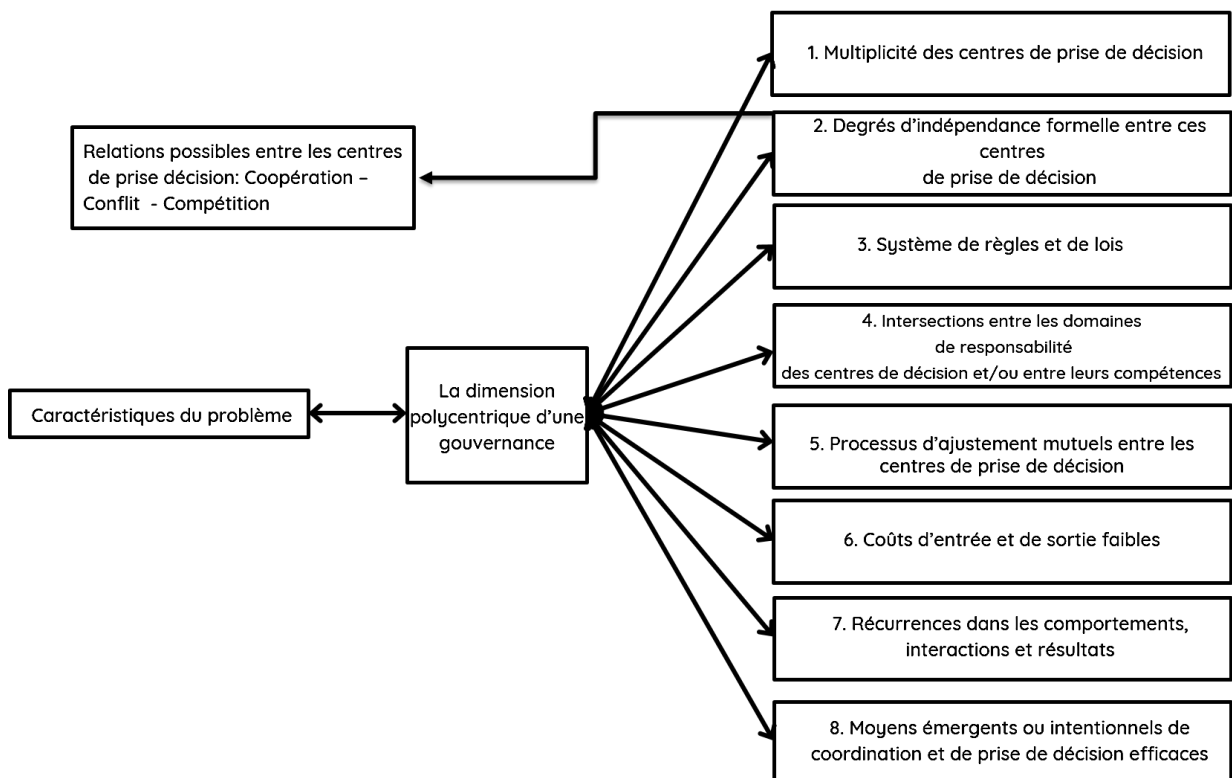 1. Multiplicité des centres de prise de décision
2. Degrés d'indépendance formelle entre ces
centres
de prise de décision
Relations possibles entre les centres
de prise décision: Coopération –
Conflit - Compétition
3. Système de règles et de lois
4. Intersections entre les domaines
de responsabilité
des centres de décision et/ou entre leurs compétences
Caractéristiques du problème
La dimension
polycentrique d'une
gouvernance
5. Processus d'ajustement mutuels entre les
centres de prise de décision
6. Coûts d'entrée et de sortie faibles
7. Récurrences dans les comportements,
interactions et résultats
8. Moyens émergents ou intentionnels de
coordination et de prise de décision efficaces